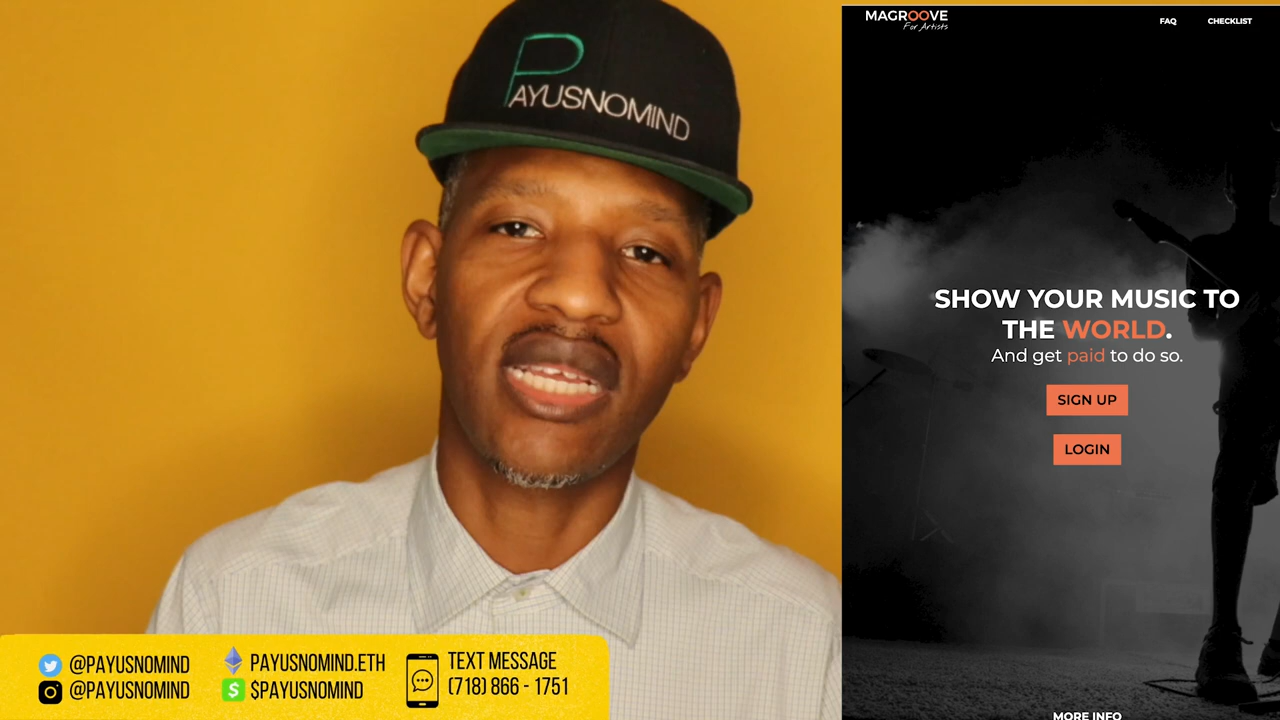 PAYUSNOMIND
@PAYUSNOMIND
@PAYUSNOMIND
PAYUSNOMIND.ETH
$PAYUSNOMIND
TEXT MESSAGE
(718) 866 - 1751
MAGROOVE
For Artists
FAQ
CHECKLIST
SHOW YOUR MUSIC TO
THE WORLD.
And get paid to do so.
SIGN UP
LOGIN
MORE INFO